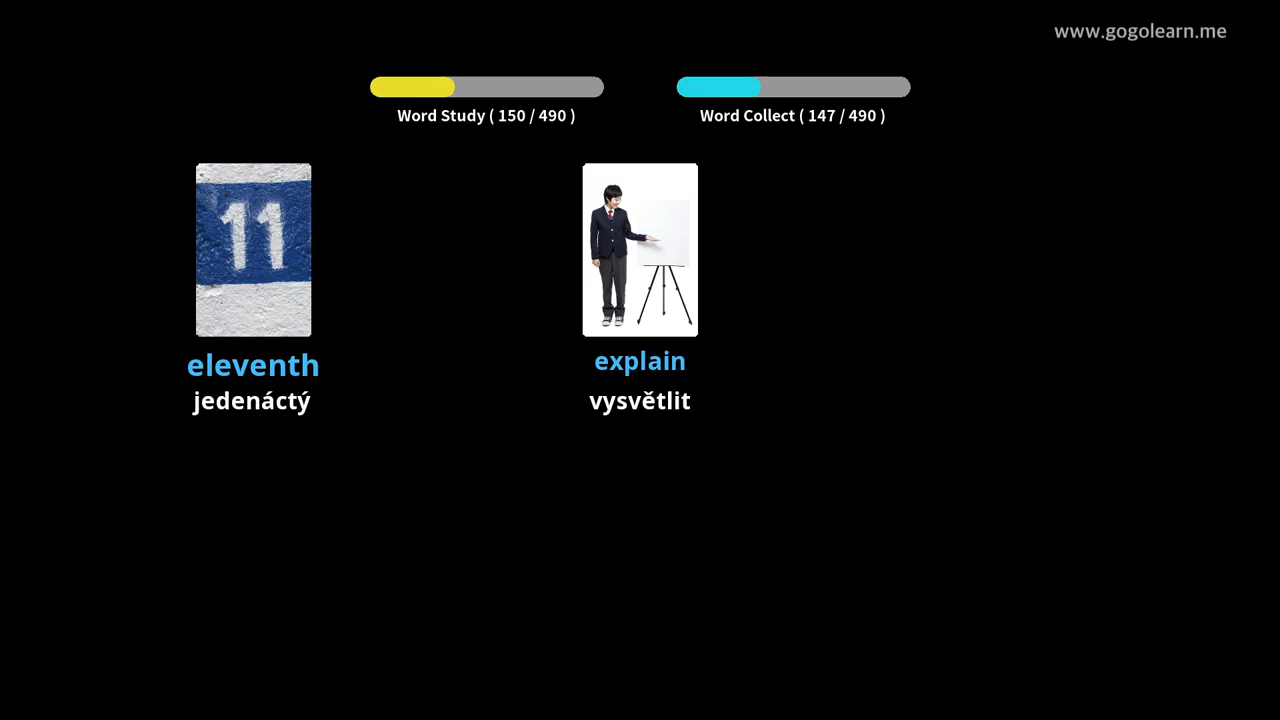 www.gogolearn.me
Word Study ( 150 / 490 )
Word Collect ( 147 / 490 )
11
eleventh
jedenáctý
explain
vysvětlit